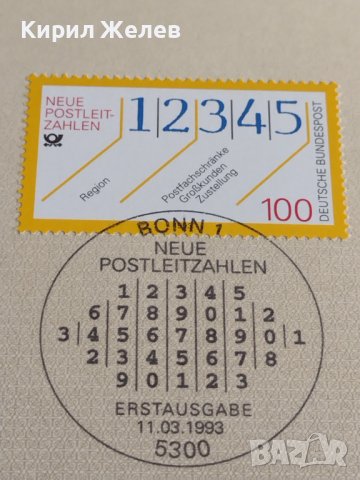 Кирил Желев
NEUE
POSTLEIT-
ZAHLEN
1|2|3|4|5
Region
Postfachschränke
Großkunden
Zustellung
100
DEUTSCHE BUNDESPOST
BONN 1
NEUE
POSTLEITZAHLEN
1|2|3|4|5
6|7|8|9|0|1|2
3|4|5|6|7|8|9|0|1
2|3|4|5|6|7|8
9|0|1|2|3
ERSTAUSGABE
11.03.1993
5300
BAZAR